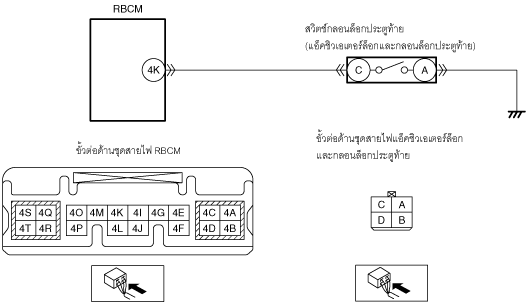 RBCM
สวิตช์กลอนล็อกประตูท้าย
(แอ็คชิวเอเตอร์ล็อกและกลอนล็อกประตูท้าย)
4K
C
A
ขั้วต่อด้านชุดสายไฟ RBCM
ขั้วต่อด้านชุดสายไฟแอ็คชิวเอเตอร์ล็อก
และกลอนล็อกประตูท้าย
4S 4Q 4O 4M 4K 4I 4G 4E 4C 4A
4T 4R 4P 4L 4J 4F 4D 4B
C A
D B